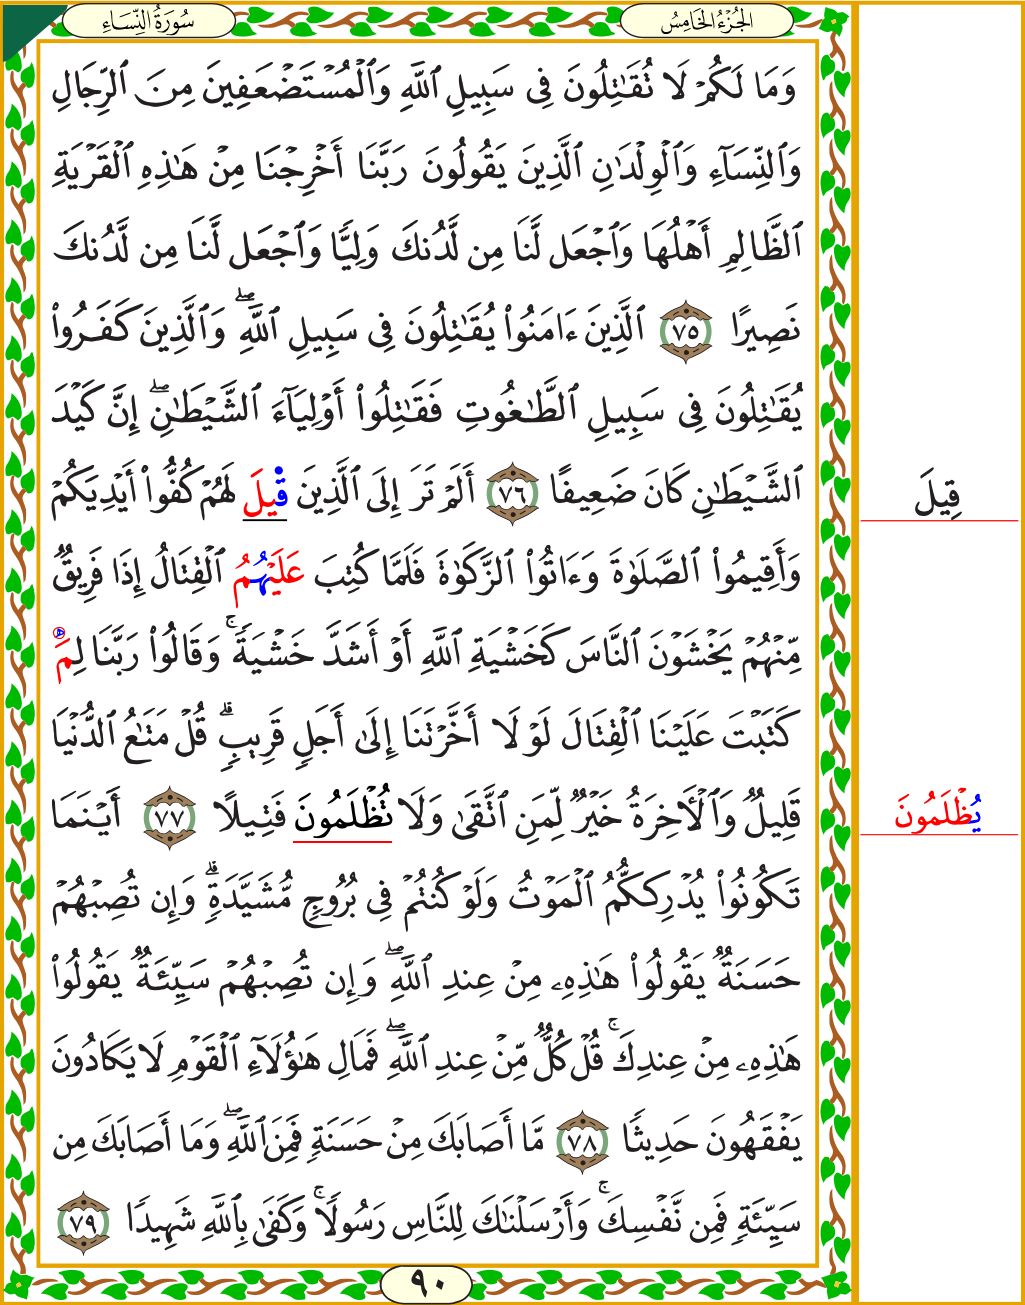 سُورَةُ النِّسَاءِ
الجُزْءُ الخَامِسُ
وَمَا لَكُمۡ لَا تُقَٰتِلُونَ فِى سَبِيلِ ٱللَّهِ وَٱلۡمُسۡتَضۡعَفِينَ مِنَ ٱلرِّجَالِ
وَٱلنِّسَآءِ وَٱلۡوِلۡدَٰنِ ٱلَّذِينَ يَقُولُونَ رَبَّنَآ أَخۡرِجۡنَا مِنۡ هَٰذِهِ ٱلۡقَرۡيَةِ
ٱلظَّالِمِ أَهۡلُهَا وَٱجۡعَل لَّنَا مِن لَّدُنكَ وَلِيّٗا وَٱجۡعَل لَّنَا مِن لَّدُنكَ
نَصِيرًا ٧٥ ٱلَّذِينَ ءَامَنُواْ يُقَٰتِلُونَ فِى سَبِيلِ ٱللَّهِۖ وَٱلَّذِينَ كَفَرُواْ
يُقَٰتِلُونَ فِى سَبِيلِ ٱلطَّٰغُوتِ فَقَٰتِلُوٓاْ أَوۡلِيَآءَ ٱلشَّيۡطَٰنِۖ إِنَّ كَيۡدَ
ٱلشَّيۡطَٰنِ كَانَ ضَعِيفًا ٧٦ أَلَمۡ تَرَ إِلَى ٱلَّذِينَ قِيلَ لَهُمۡ كُفُّوٓاْ أَيۡدِيَكُمۡ
قِيلَ
وَأَقِيمُواْ ٱلصَّلَوٰةَ وَءَاتُواْ ٱلزَّكَوٰةَ فَلَمَّا كُتِبَ عَلَيۡهُمُ ٱلۡقِتَالُ إِذَا فَرِيقٞ
مِّنۡهُمۡ يَخۡشَوۡنَ ٱلنَّاسَ كَخَشۡيَةِ ٱللَّهِ أَوۡ أَشَدَّ خَشۡيَةٗۚ وَقَالُواْ رَبَّنَا لِمَهۡ
كَتَبۡتَ عَلَيۡنَا ٱلۡقِتَالَ لَوۡلَآ أَخَّرۡتَنَآ إِلَىٰٓ أَجَلٖ قَرِيبٖۗ قُلۡ مَتَٰعُ ٱلدُّنۡيَا
قَلِيلٞ وَٱلۡأٓخِرَةُ خَيۡرٞ لِّمَنِ ٱتَّقَىٰ وَلَا تُظۡلَمُونَ فَتِيلًا ٧٧ أَيۡنَمَا
يُظۡلَمُونَ
تَكُونُواْ يُدۡرِككُّمُ ٱلۡمَوۡتُ وَلَوۡ كُنتُمۡ فِى بُرُوجٖ مُّشَيَّدَةٖۗ وَإِن تُصِبۡهُمۡ
حَسَنَةٞ يَقُولُواْ هَٰذِهِۦ مِنۡ عِندِ ٱللَّهِۖ وَإِن تُصِبۡهُمۡ سَيِّئَةٞ يَقُولُواْ
هَٰذِهِۦ مِنۡ عِندِكَۚ قُلۡ كُلّٞ مِّنۡ عِندِ ٱللَّهِۖ فَمَالِ هَٰٓؤُلَآءِ ٱلۡقَوۡمِ لَا يَكَادُونَ
يَفۡقَهُونَ حَدِيثٗا ٧٨ مَّآ أَصَابَكَ مِنۡ حَسَنَةٖ فَمِنَ ٱللَّهِۖ وَمَآ أَصَابَكَ مِن
سَيِّئَةٖ فَمِن نَّفۡسِكَۚ وَأَرۡسَلۡنَٰكَ لِلنَّاسِ رَسُولٗاۚ وَكَفَىٰ بِٱللَّهِ شَهِيدٗا ٧٩
٩٠